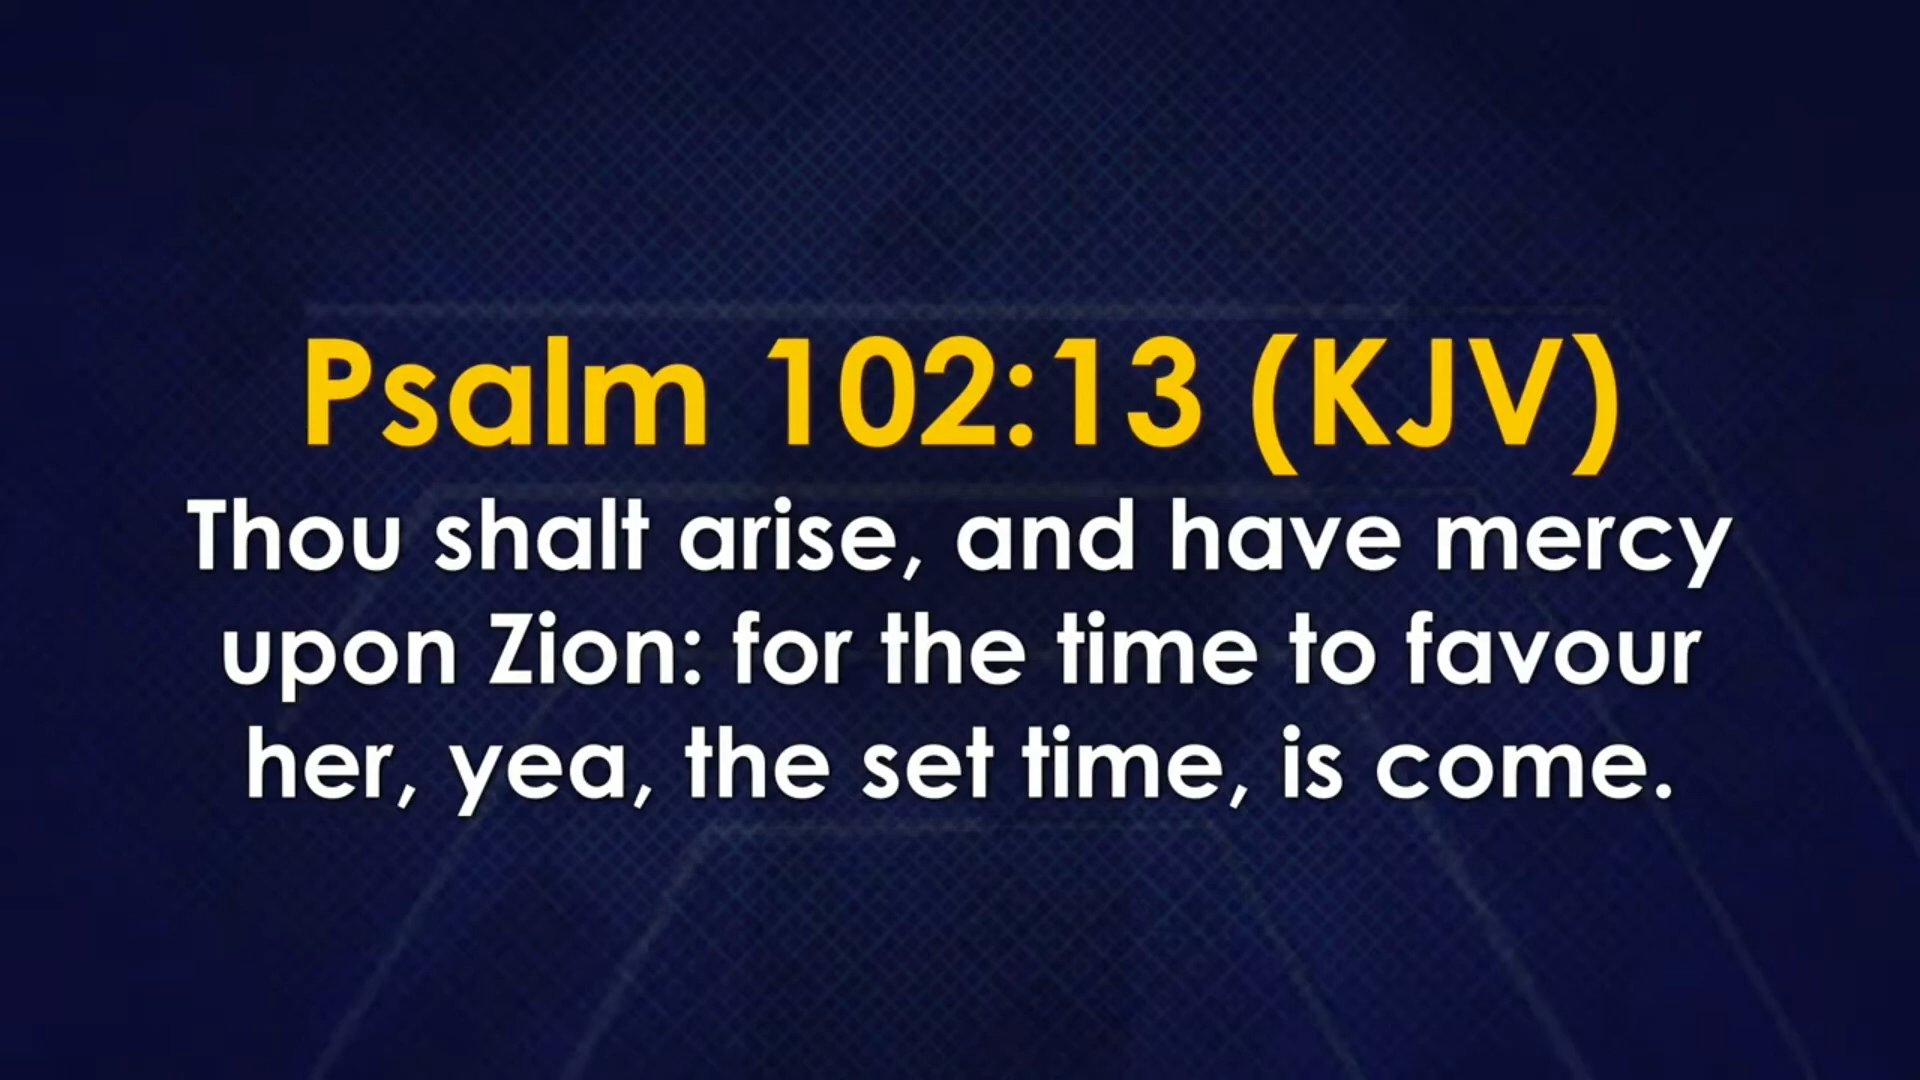 Psalm 102:13 (KJV)
Thou shalt arise, and have mercy
upon Zion: for the time to favour
her, yea, the set time, is come.